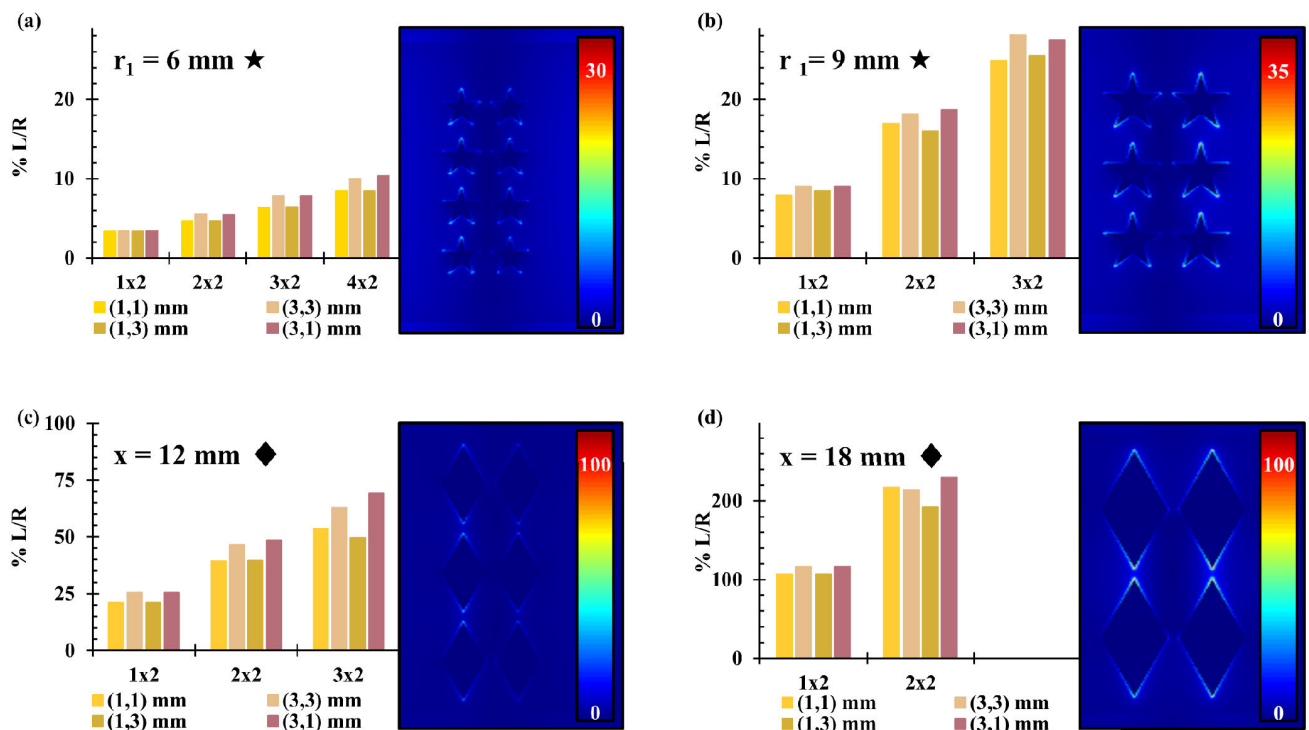 (a)
r₁ = 6 mm ★
% L/R
20
10
0
1x2 2x2 3x2 4x2
(1,1) mm (3,3) mm
(1,3) mm (3,1) mm
30
0
(b)
r ₁= 9 mm ★
% L/R
20
10
0
1x2 2x2 3x2
(1,1) mm (3,3) mm
(1,3) mm (3,1) mm
35
0
(c)
x = 12 mm ◆
% L/R
100
75
50
25
0
1x2 2x2 3x2
(1,1) mm (3,3) mm
(1,3) mm (3,1) mm
100
0
(d)
x = 18 mm ◆
% L/R
200
100
0
1x2 2x2
(1,1) mm (3,3) mm
(1,3) mm (3,1) mm
100
0